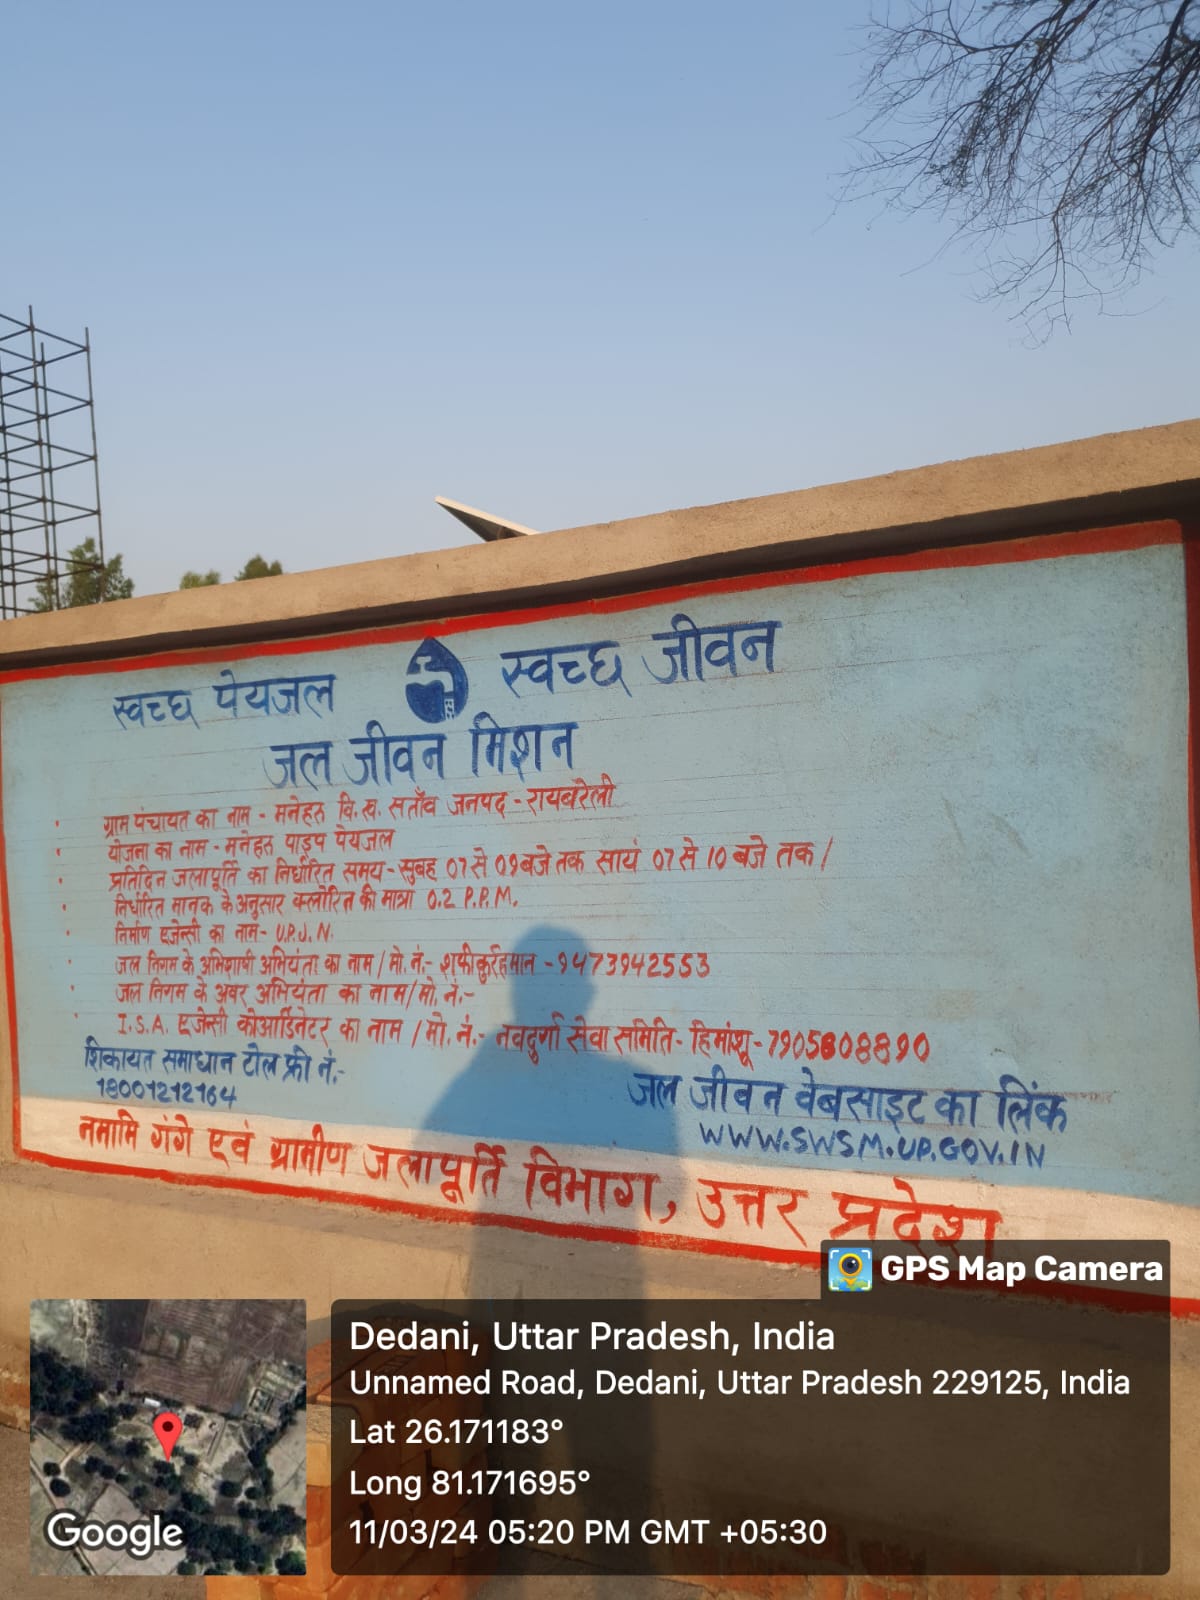 स्वच्छ पेयजल स्वच्छ जीवन
जल जीवन मिशन
ग्राम पंचायत का नाम - मनेहरु वि. ख. सताँव जनपद - रायबरेली
योजना का नाम - मनेहरु पाइप पेयजल
प्रतिदिन जलापूर्ति का निर्धारित समय - सुबह 07 से 09 बजे तक सायं 07 से 10 बजे तक /
निर्धारित मानक के अनुसार क्लोरित की मात्रा 0.2 P.P.M.
निर्माण एजेन्सी का नाम - U.P.J.N.
जल निगम के अभिशाषी अभियंता का नाम / मो. नं.- शफीकुर्रहमान - 9473942553
जल निगम के अवर अभियंता का नाम / मो. नं.-
I.S.A. एजेन्सी कोआर्डिनेटर का नाम / मो. नं.- नवदुर्गा सेवा समिति - हिमांशू - 7905808890
शिकायत समाधान टोल फ्री नं.-
18001212164
जल जीवन वेबसाइट का लिंक
WWW.SWSM.UP.GOV.IN
नमामि गंगे एवं ग्रामीण जलापूर्ति विभाग, उत्तर प्रदेश
GPS Map Camera
Dedani, Uttar Pradesh, India
Unnamed Road, Dedani, Uttar Pradesh 229125, India
Lat 26.171183°
Long 81.171695°
11/03/24 05:20 PM GMT +05:30
Google